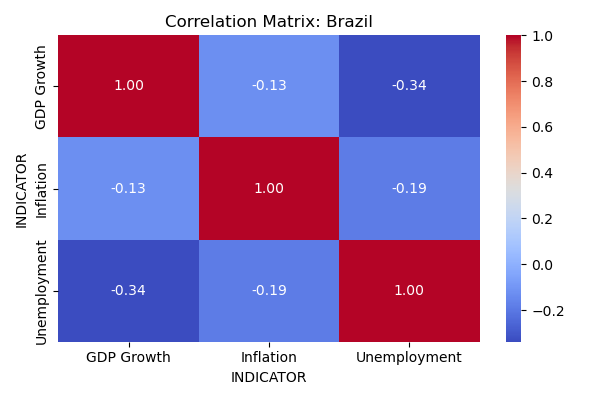 Correlation Matrix: Brazil
INDICATOR
GDP Growth
1.00
-0.13
-0.34
Inflation
-0.13
1.00
-0.19
Unemployment
-0.34
-0.19
1.00
GDP Growth
Inflation
Unemployment
INDICATOR
1.0
0.8
0.6
0.4
0.2
0.0
−0.2